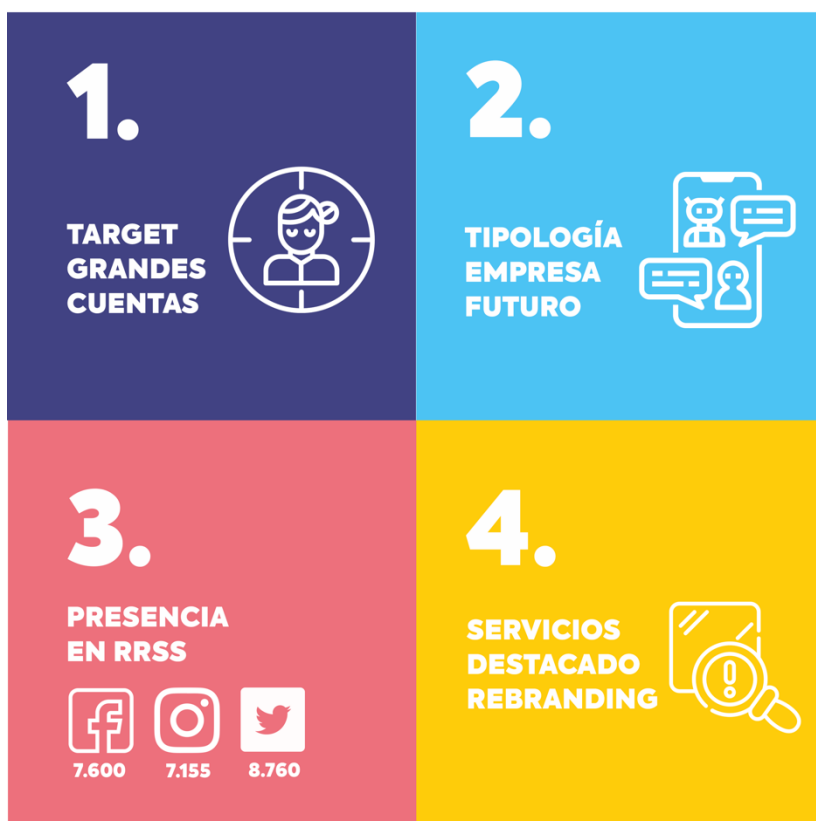 1.
TARGET
GRANDES
CUENTAS
2.
TIPOLOGÍA
EMPRESA
FUTURO
3.
PRESENCIA
EN RRSS
7.600 7.155 8.760
4.
SERVICIOS
DESTACADO
REBRANDING